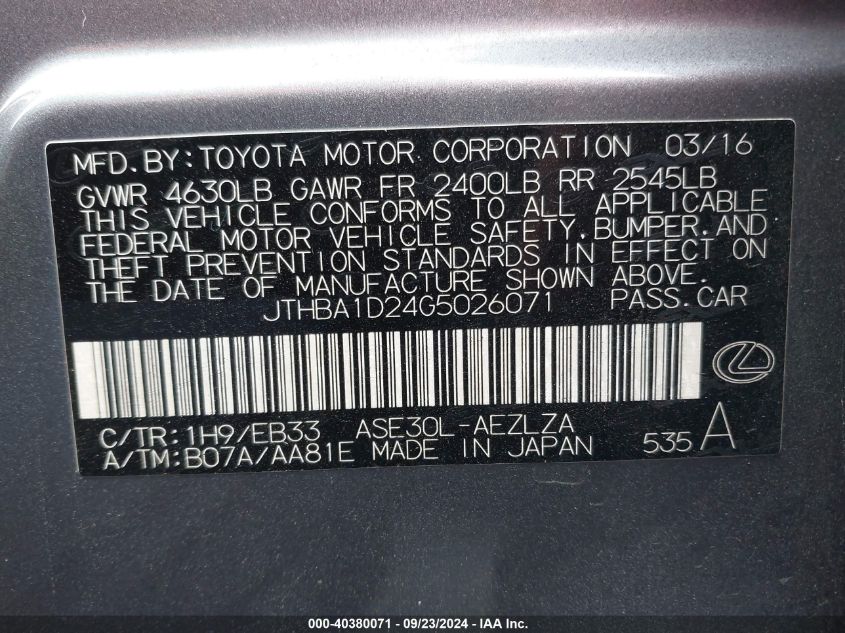 MFD.BY:TOYOTA MOTOR CORPORATION 03/16
GVWR 4630LB GAWR FR 2400LB RR 2545LB
THIS VEHICLE CONFORMS TO ALL APPLICABLE
FEDERAL MOTOR VEHICLE SAFETY,BUMPER,AND
THEFT PREVENTION STANDARDS IN EFFECT ON
THE DATE OF MANUFACTURE SHOWN ABOVE.
JTHBA1D24G5026071 PASS.CAR
C/TR:1H9/EB33 ASE30L-AEZLZA
A/TM:B07A/AA81E MADE IN JAPAN 535 A
000-40380071 / 09/23/2024 - IAA Inc.